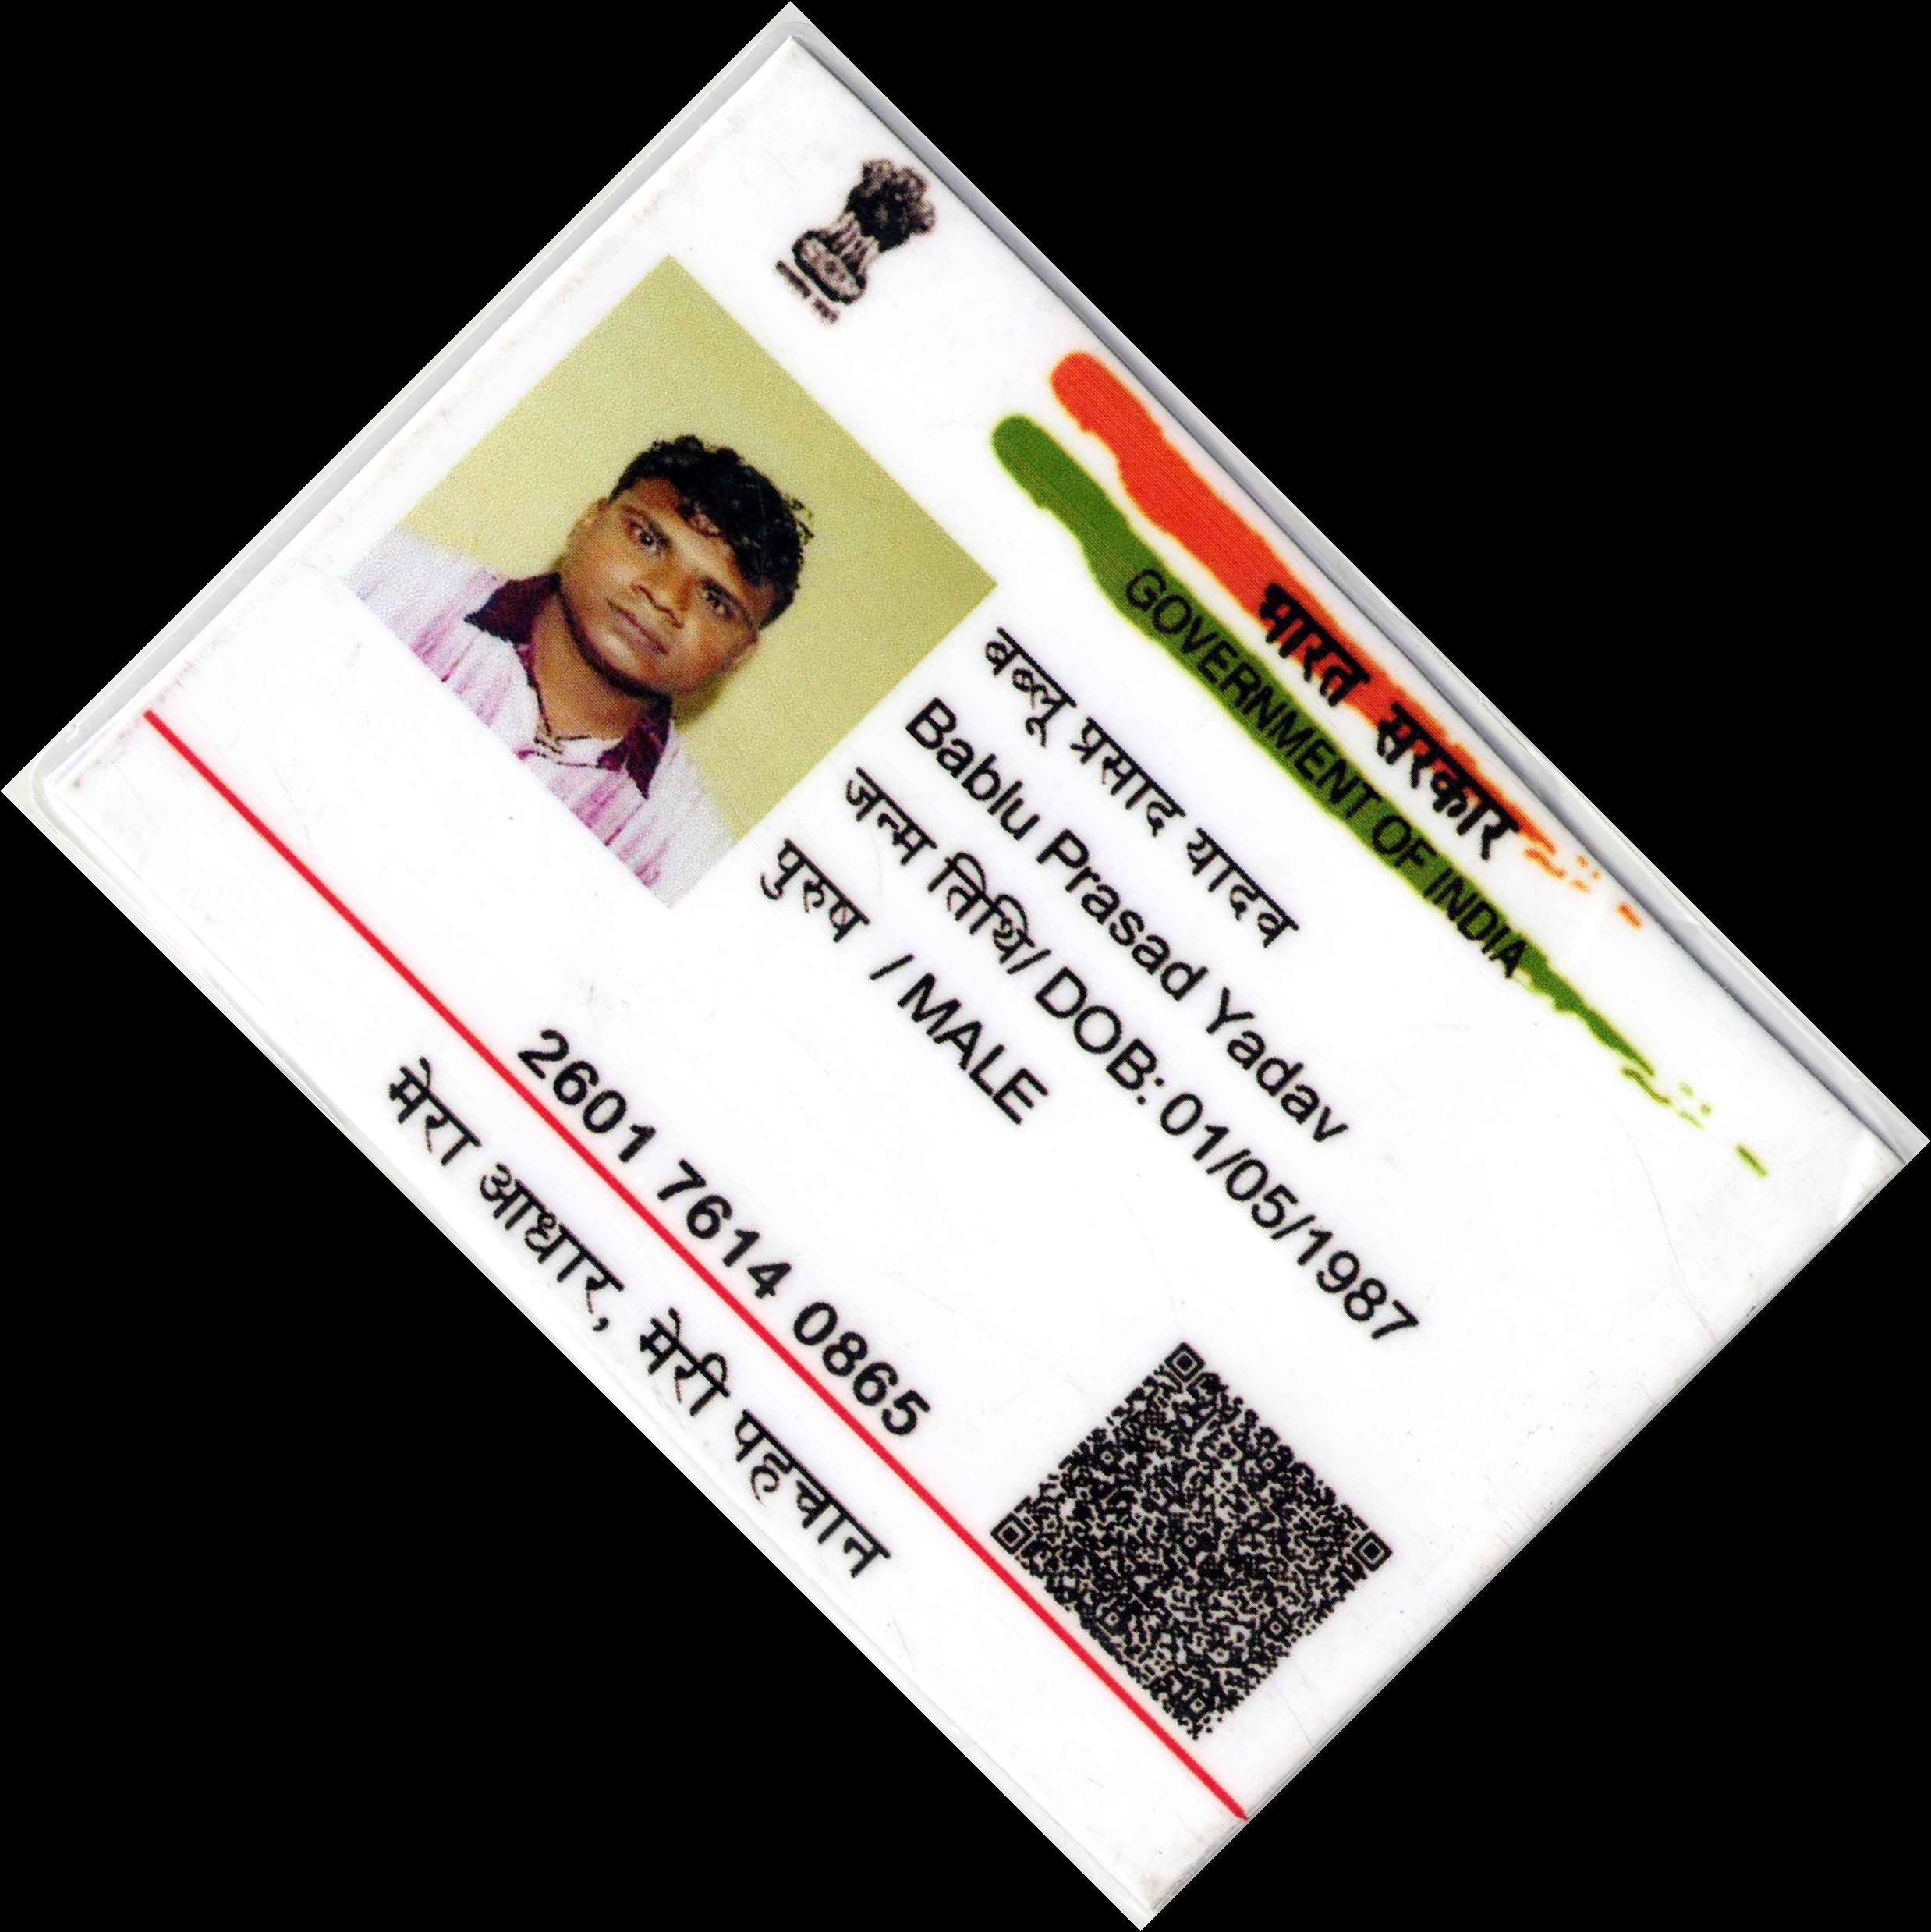 भारत सरकार
GOVERNMENT OF INDIA
बब्लू प्रसाद यादव
Bablu Prasad Yadav
जन्म तिथि/ DOB: 01/05/1987
पुरुष / MALE
2601 7614 0865
मेरा आधार, मेरी पहचान